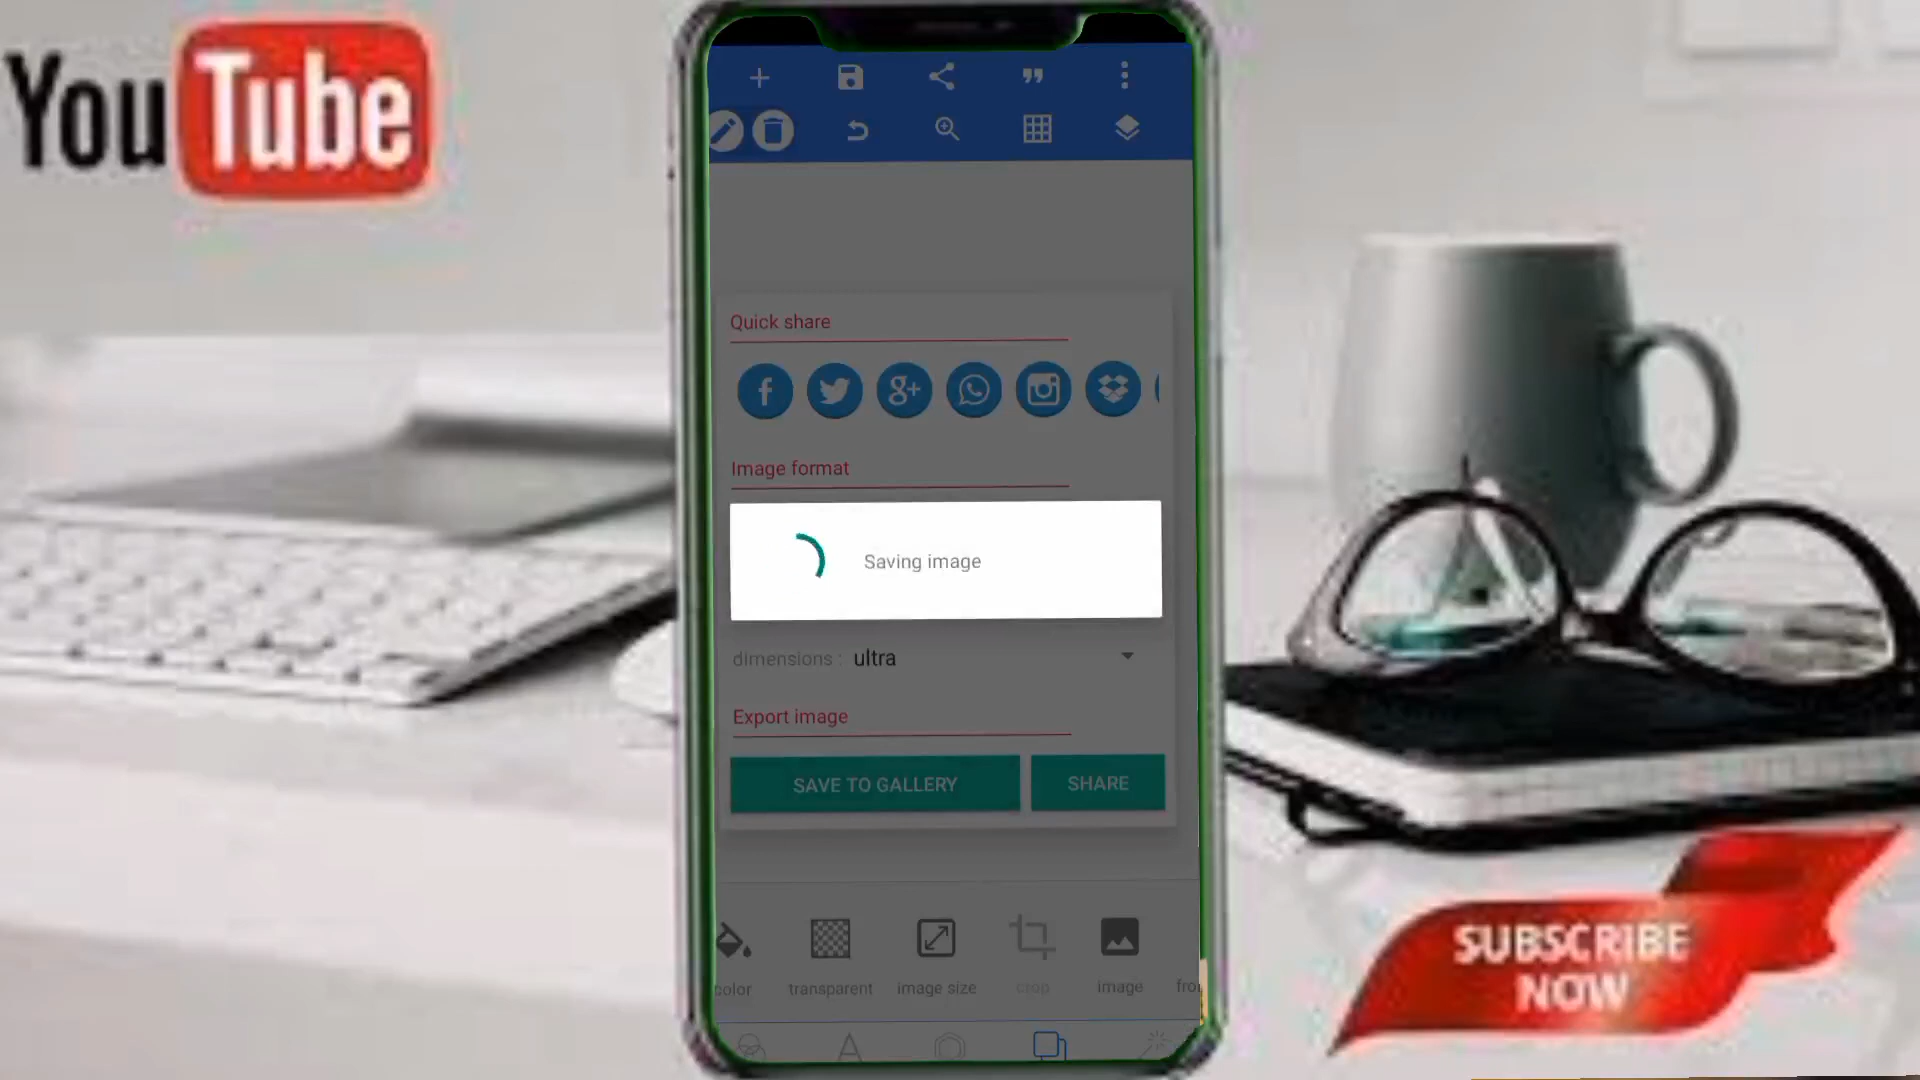 YouTube
Quick share
Image format
Saving image
dimensions : ultra
Export image
SAVE TO GALLERY
SHARE
color
transparent
image size
crop
image
SUBSCRIBE
NOW